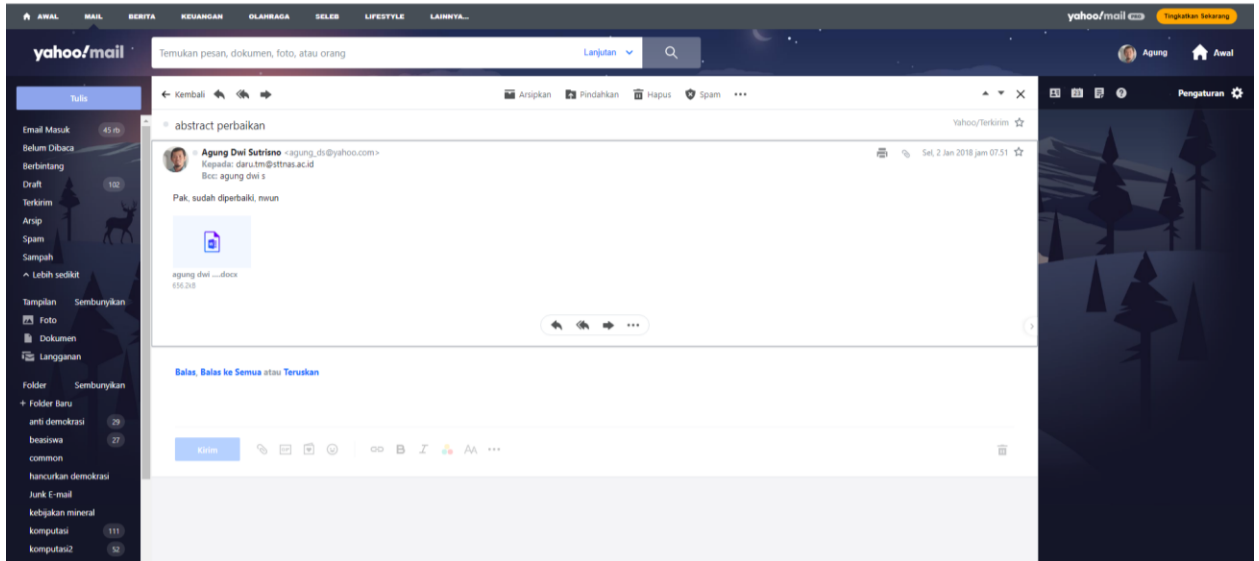 AWAL MAIL BERITA KEUANGAN OLAHRAGA SELEB LIFESTYLE LAINNYA... yahoo!mail PRO Tingkatkan Sekarang
yahoo!mail Temukan pesan, dokumen, foto, atau orang Lanjutan Agung Awal
Tulis
Email Masuk 45 rb
Belum Dibaca
Berbintang
Draft 102
Terkirim
Arsip
Spam
Sampah
Lebih sedikit
Tampilan Sembunyikan
Foto
Dokumen
Langganan
Folder Sembunyikan
+ Folder Baru
anti demokrasi 29
beasiswa 27
common
hancurkan demokrasi
Junk E-mail
kebijakan mineral
komputasi 111
komputasi2 52
Kembali Arsipkan Pindahkan Hapus Spam
abstract perbaikan Yahoo/Terkirim
Agung Dwi Sutrisno <agung_ds@yahoo.com> Sel, 2 Jan 2018 jam 07.51
Kepada: daru.tm@sttnas.ac.id
Bcc: agung dwi s
Pak, sudah diperbaiki, nwun
agung dwi ....docx
656.2kB
Balas, Balas ke Semua atau Teruskan
Kirim GIF B I AA
Pengaturan